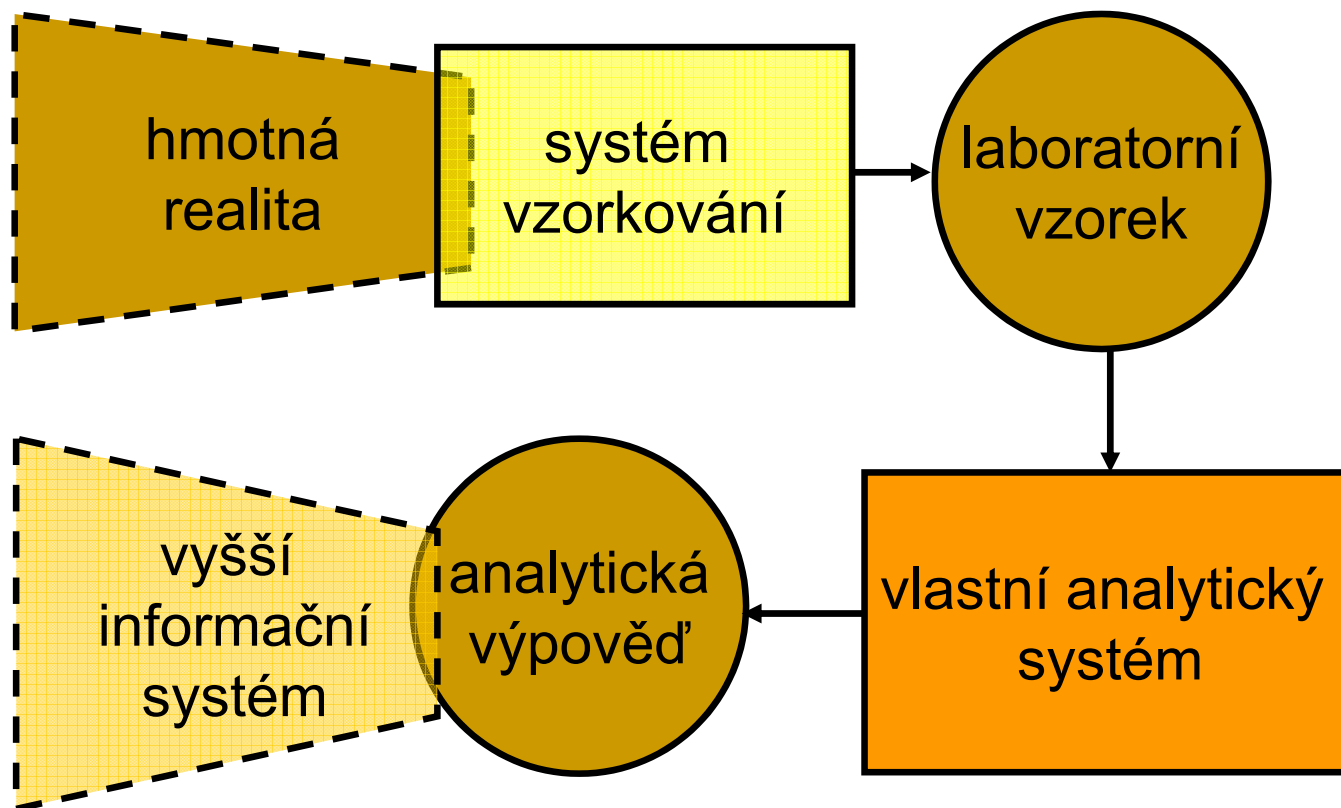 hmotná
realita
systém
vzorkování
laboratorní
vzorek
vyšší
informační
systém
analytická
výpověď
vlastní analytický
systém